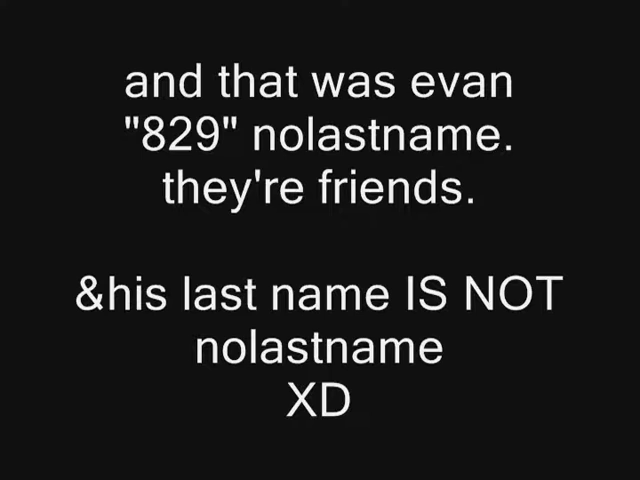 and that was evan
"829" nolastname.
they're friends.
&his last name IS NOT
nolastname
XD